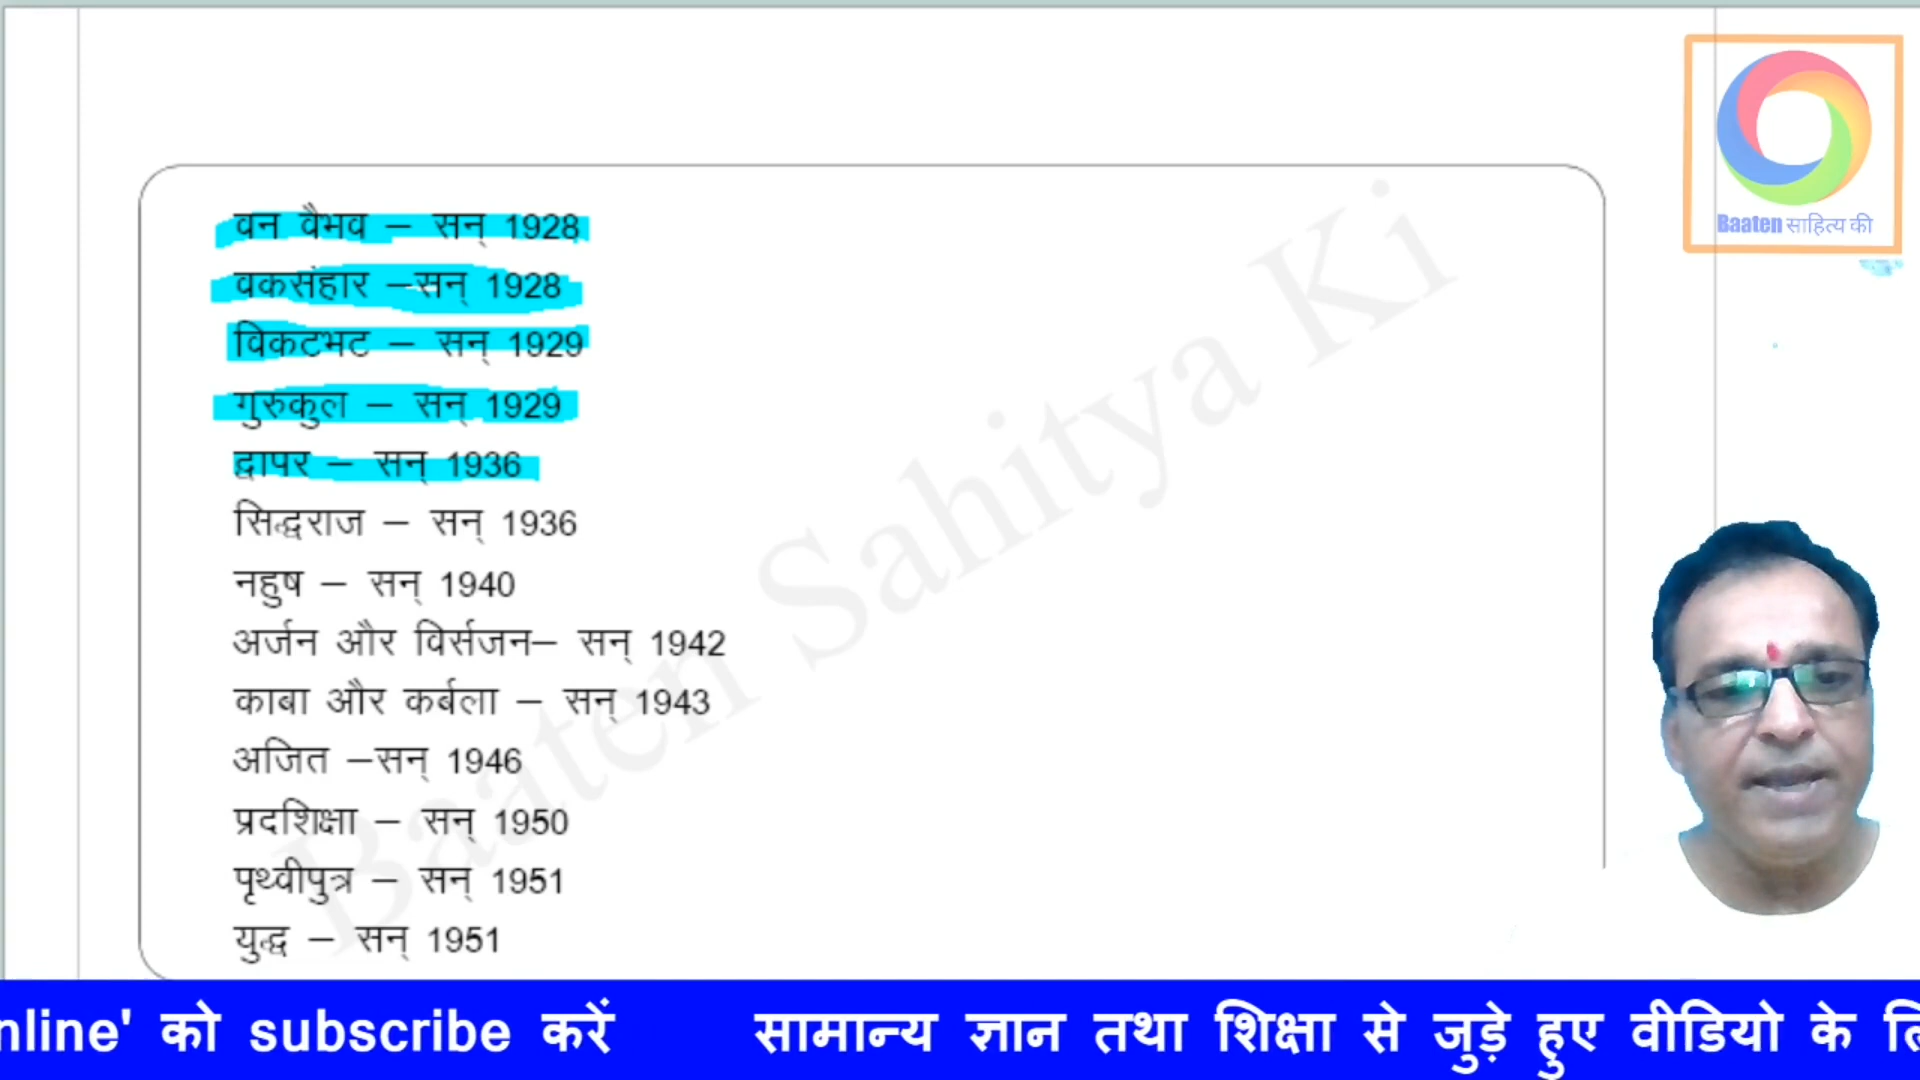 Baaten साहित्य की
वन वैभव – सन् 1928
वकसंहार –सन् 1928
विकटभट – सन् 1929
गुरुकुल – सन् 1929
द्वापर – सन् 1936
सिद्धराज – सन् 1936
नहुष – सन् 1940
अर्जन और विर्सजन– सन् 1942
काबा और कर्बला – सन् 1943
अजित –सन् 1946
प्रदशिक्षा – सन् 1950
पृथ्वीपुत्र – सन् 1951
युद्ध – सन् 1951
Baaten Sahitya Ki
nline' को subscribe करें सामान्य ज्ञान तथा शिक्षा से जुड़े हुए वीडियो के लि